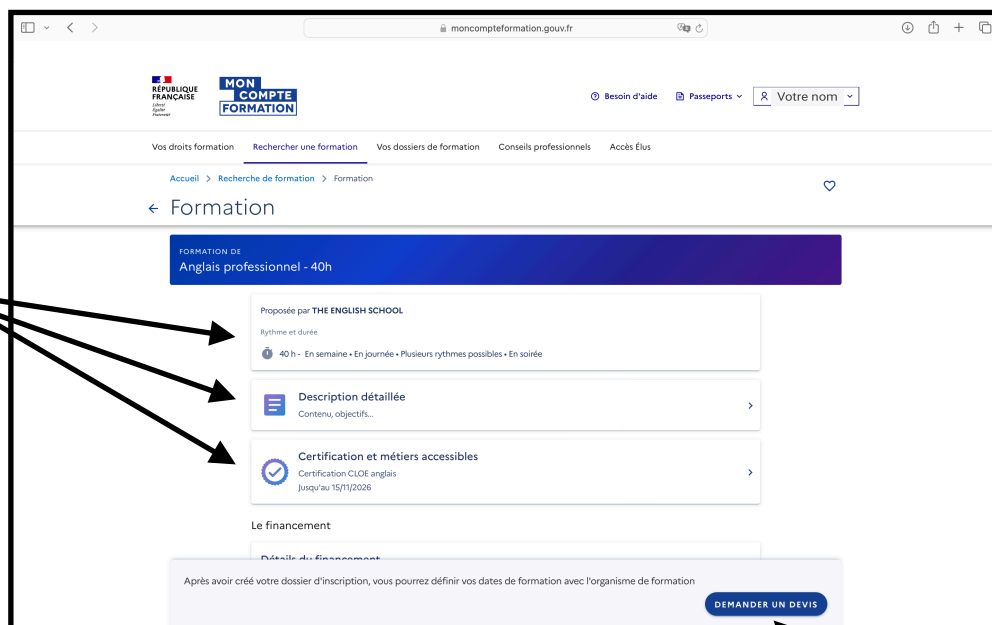 moncompteformation.gouv.fr
RÉPUBLIQUE
FRANÇAISE
Liberté
Égalité
Fraternité
MON
COMPTE
FORMATION
Besoin d'aide
Passeports
Votre nom
Vos droits formation
Rechercher une formation
Vos dossiers de formation
Conseils professionnels
Accès Élus
Accueil > Recherche de formation > Formation
Formation
FORMATION DE
Anglais professionnel - 40h
Proposée par THE ENGLISH SCHOOL
Rythme et durée
40 h - En semaine • En journée • Plusieurs rythmes possibles • En soirée
Description détaillée
Contenu, objectifs...
Certification et métiers accessibles
Certification CLOE anglais
Jusqu'au 15/11/2026
Le financement
Détails du financement
Après avoir créé votre dossier d'inscription, vous pourrez définir vos dates de formation avec l'organisme de formation
DEMANDER UN DEVIS